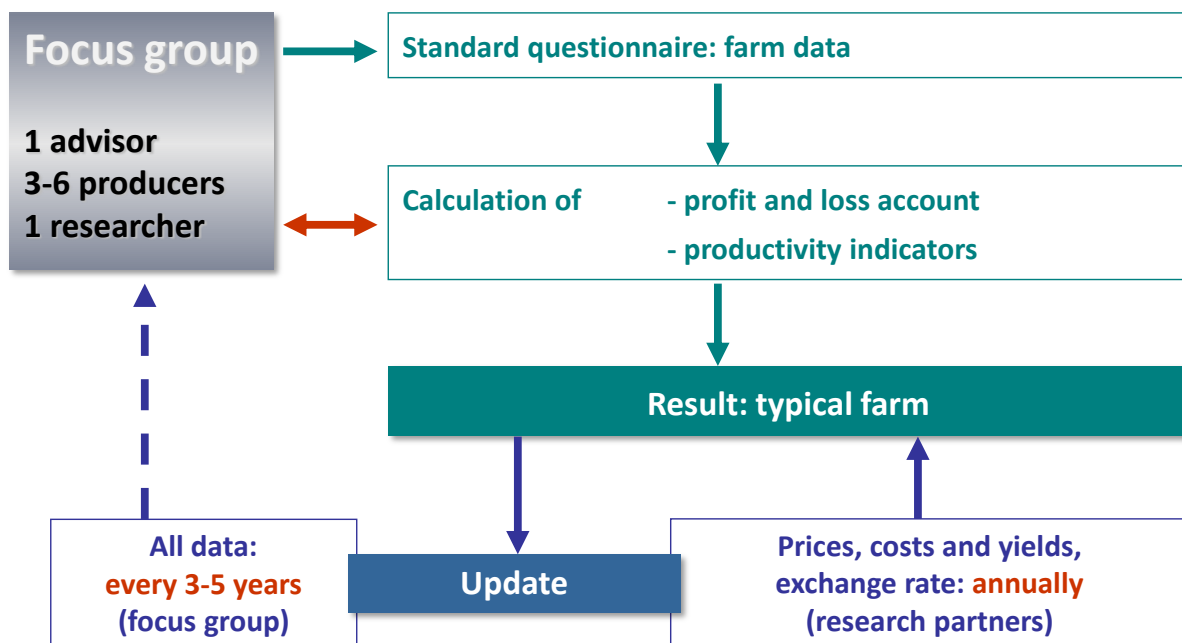 Focus group
1 advisor
3-6 producers
1 researcher
Standard questionnaire: farm data
Calculation of - profit and loss account
- productivity indicators
Result: typical farm
All data:
every 3-5 years
(focus group)
Update
Prices, costs and yields,
exchange rate: annually
(research partners)